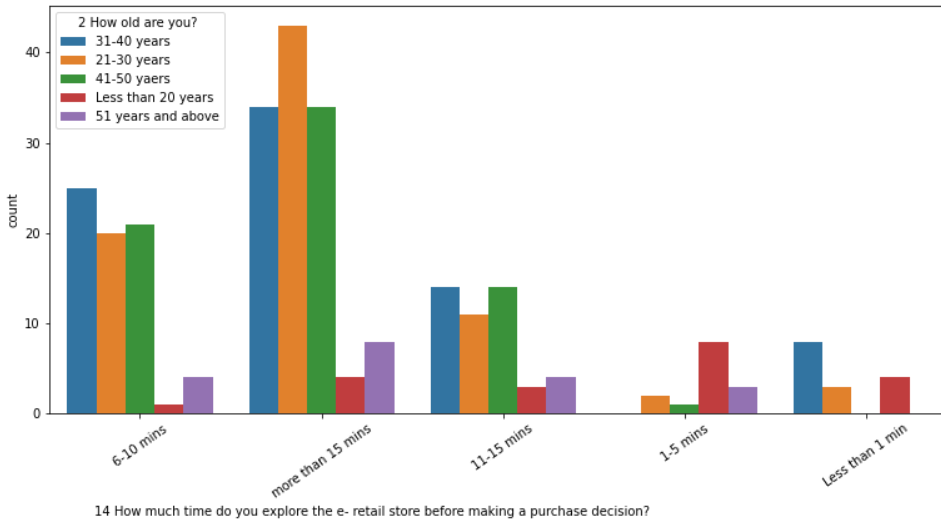 2 How old are you?
31-40 years
21-30 years
41-50 yaers
Less than 20 years
51 years and above
count
40
30
20
10
0
6-10 mins
more than 15 mins
11-15 mins
1-5 mins
Less than 1 min
14 How much time do you explore the e- retail store before making a purchase decision?